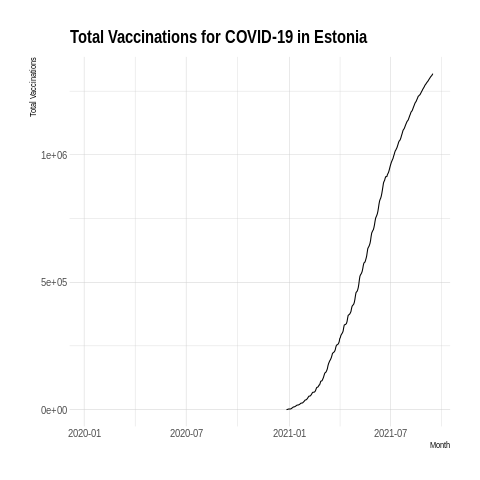 Total Vaccinations for COVID-19 in Estonia
Total Vaccinations
1e+06
5e+05
0e+00
2020-01 2020-07 2021-01 2021-07
Month